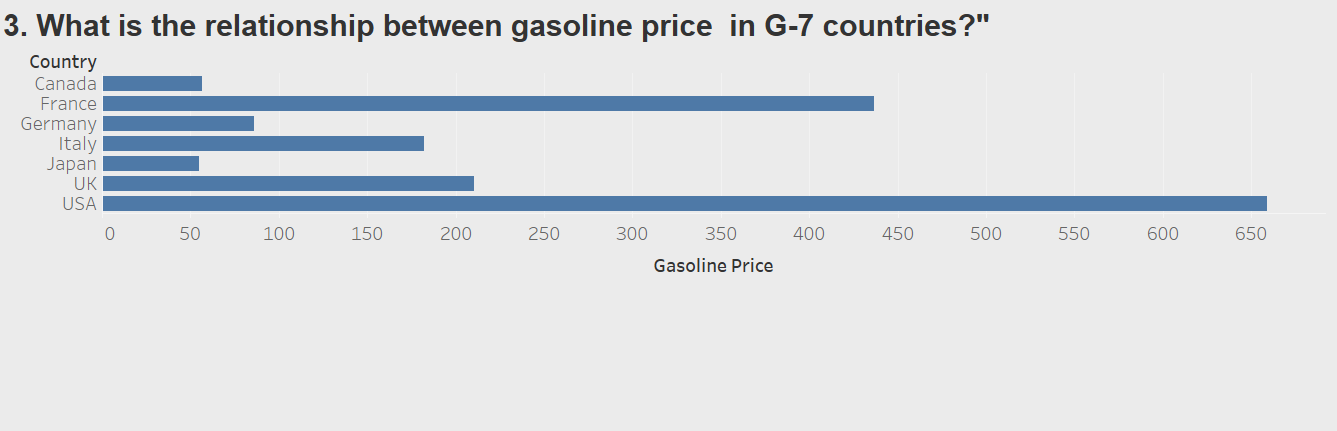 3. What is the relationship between gasoline price  in G-7 countries?"
Country
Canada
France
Germany
Italy
Japan
UK
USA
0 50 100 150 200 250 300 350 400 450 500 550 600 650
Gasoline Price